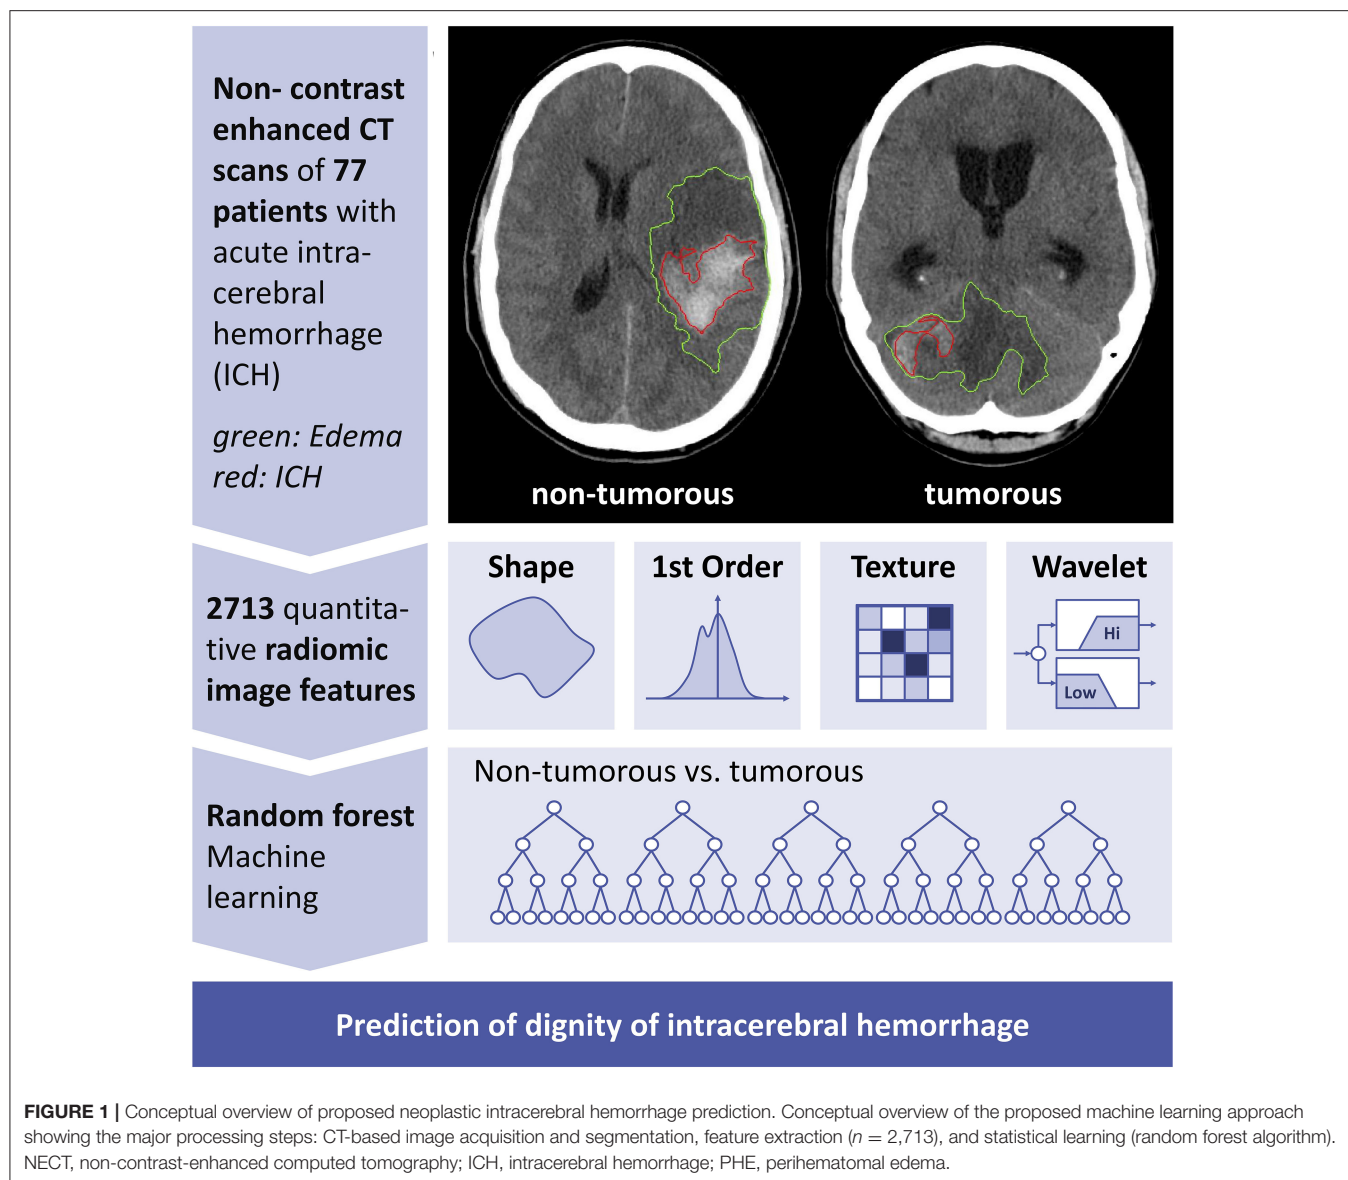 Non- contrast
enhanced CT
scans of 77
patients with
acute intra-
cerebral
hemorrhage
(ICH)
green: Edema
red: ICH
non-tumorous
tumorous
2713 quantita-
tive radiomic
image features
Shape
1st Order
Texture
Wavelet
Hi
Low
Random forest
Machine
learning
Non-tumorous vs. tumorous
Prediction of dignity of intracerebral hemorrhage
FIGURE 1 | Conceptual overview of proposed neoplastic intracerebral hemorrhage prediction. Conceptual overview of the proposed machine learning approach
showing the major processing steps: CT-based image acquisition and segmentation, feature extraction (n = 2,713), and statistical learning (random forest algorithm).
NECT, non-contrast-enhanced computed tomography; ICH, intracerebral hemorrhage; PHE, perihematomal edema.